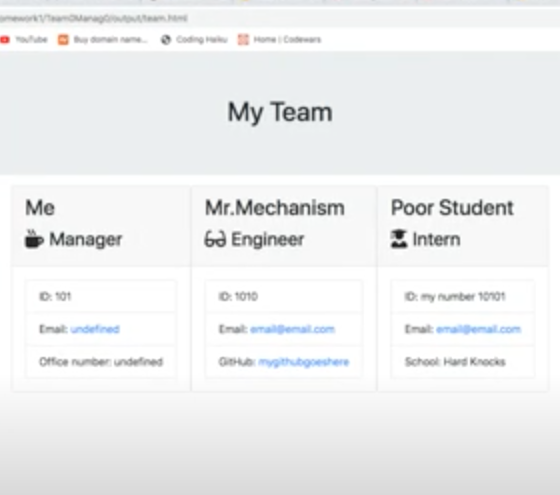 omework1/Team0Manag0/output/team.html
YouTube Buy domain name... Coding Haiku Home | Codewars
My Team
Me
Manager
ID: 101
Email: undefined
Office number: undefined
Mr.Mechanism
Engineer
ID: 1010
Email: email@email.com
GitHub: mygithubgoeshere
Poor Student
Intern
ID: my number 10101
Email: email@email.com
School: Hard Knocks